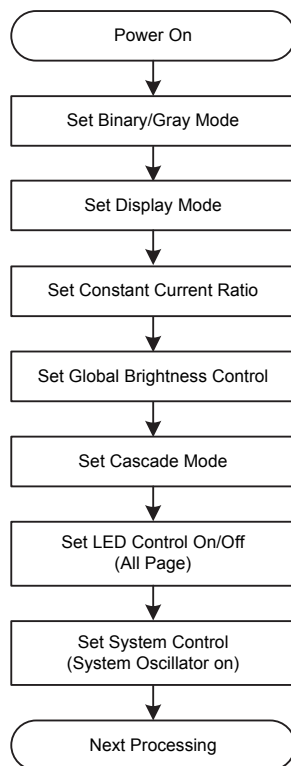 Power On
Set Binary/Gray Mode
Set Display Mode
Set Constant Current Ratio
Set Global Brightness Control
Set Cascade Mode
Set LED Control On/Off
(All Page)
Set System Control
(System Oscillator on)
Next Processing